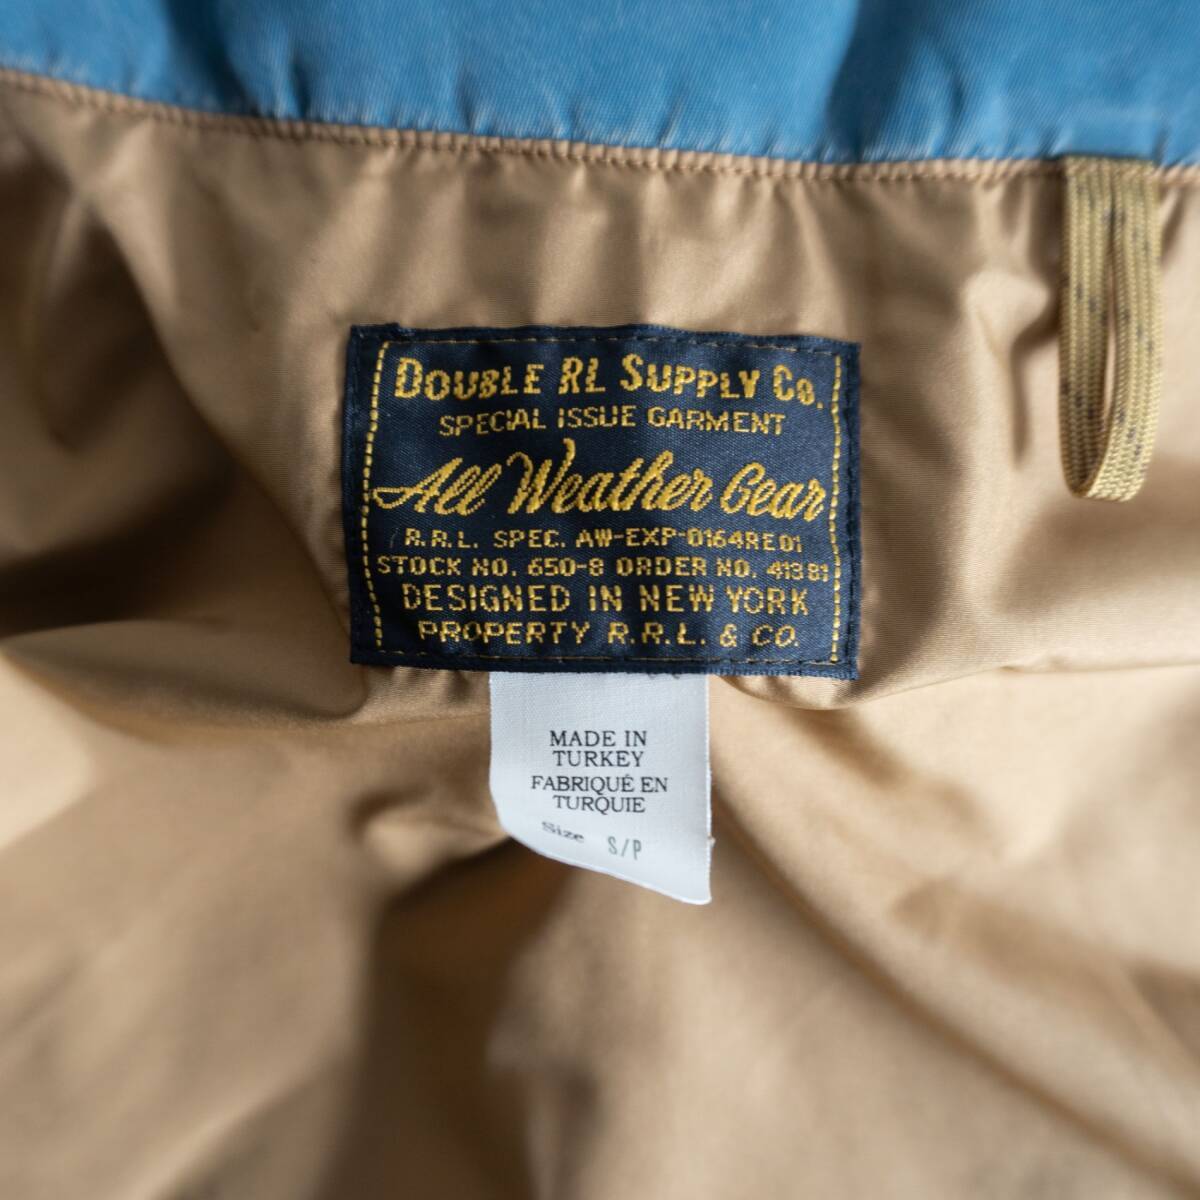 DOUBLE RL SUPPLY CO.
SPECIAL ISSUE GARMENT
All Weather Gear
R.R.L. SPEC. AW-EXP-0164RE01
STOCK NO. 650-8 ORDER NO. 41381
DESIGNED IN NEW YORK
PROPERTY R.R.L. & CO.
MADE IN
TURKEY
FABRIQUÉ EN
TURQUIE
Size S/P